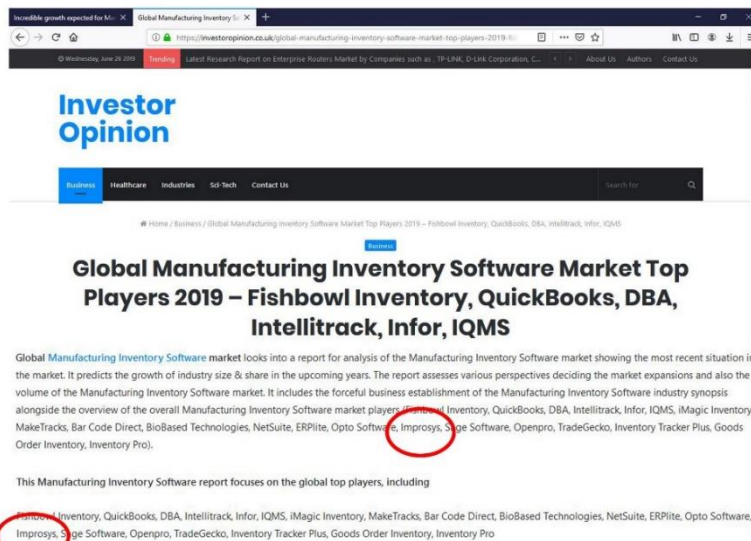 Incredible growth expected for Ma
Global Manufacturing Inventory So
https://investoropinion.co.uk/global-manufacturing-inventory-software-market-top-players-2019-fi
Wednesday, June 26 2019
Trending
Latest Research Report on Enterprise Routers Market by Companies such as , TP-LINK, D-Link Corporation, C...
About Us
Authors
Contact Us
Investor
Opinion
Business
Healthcare
Industries
Sci-Tech
Contact Us
Search for
Home / Business / Global Manufacturing Inventory Software Market Top Players 2019 – Fishbowl Inventory, QuickBooks, DBA, Intellitrack, Infor, IQMS
Business
Global Manufacturing Inventory Software Market Top
Players 2019 – Fishbowl Inventory, QuickBooks, DBA,
Intellitrack, Infor, IQMS
Global Manufacturing Inventory Software market looks into a report for analysis of the Manufacturing Inventory Software market showing the most recent situation in
the market. It predicts the growth of industry size & share in the upcoming years. The report assesses various perspectives deciding the market expansions and also the
volume of the Manufacturing Inventory Software market. It includes the forceful business establishment of the Manufacturing Inventory Software industry synopsis
alongside the overview of the overall Manufacturing Inventory Software market players (Fishbowl Inventory, QuickBooks, DBA, Intellitrack, Infor, IQMS, iMagic Inventory,
MakeTracks, Bar Code Direct, BioBased Technologies, NetSuite, ERPlite, Opto Software, Improsys, Sage Software, Openpro, TradeGecko, Inventory Tracker Plus, Goods
Order Inventory, Inventory Pro).
This Manufacturing Inventory Software report focuses on the global top players, including
Fishbowl Inventory, QuickBooks, DBA, Intellitrack, Infor, IQMS, iMagic Inventory, MakeTracks, Bar Code Direct, BioBased Technologies, NetSuite, ERPlite, Opto Software,
Improsys, Sage Software, Openpro, TradeGecko, Inventory Tracker Plus, Goods Order Inventory, Inventory Pro